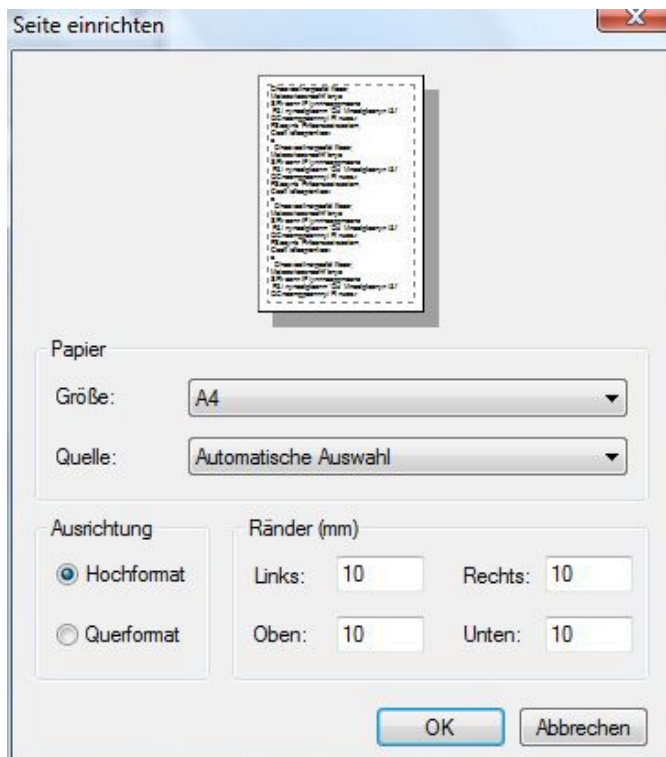 Seite einrichten
Papier
Größe: A4
Quelle: Automatische Auswahl
Ausrichtung
Hochformat
Querformat
Ränder (mm)
Links: 10 Rechts: 10
Oben: 10 Unten: 10
OK Abbrechen